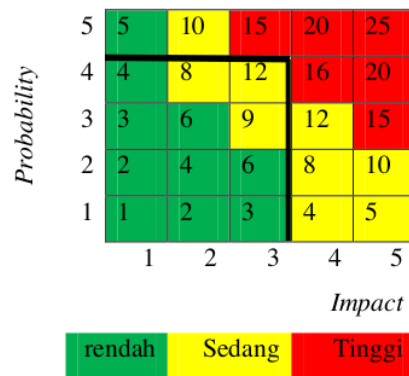 5 5 10 15 20 25
4 4 8 12 16 20
3 3 6 9 12 15
2 2 4 6 8 10
1 1 2 3 4 5
1 2 3 4 5
Probability
Impact
rendah Sedang Tinggi